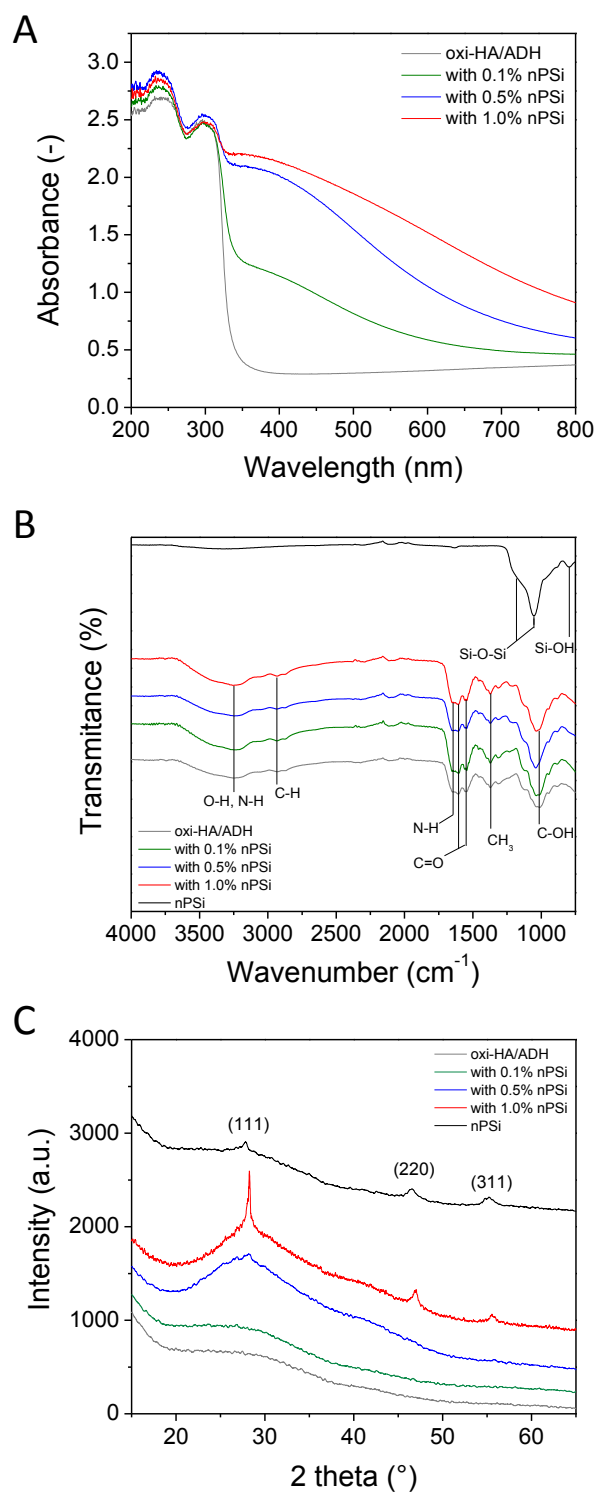 A
oxi-HA/ADH
with 0.1% nPSi
with 0.5% nPSi
with 1.0% nPSi
3.0
2.5
2.0
1.5
1.0
0.5
0.0
Absorbance (-)
200 300 400 500 600 700 800
Wavelength (nm)
B
Transmitance (%)
Si-O-Si
Si-OH
O-H, N-H
C-H
N-H
C=O
CH3
C-OH
oxi-HA/ADH
with 0.1% nPSi
with 0.5% nPSi
with 1.0% nPSi
nPSi
4000 3500 3000 2500 2000 1500 1000
Wavenumber (cm-1)
C
oxi-HA/ADH
with 0.1% nPSi
with 0.5% nPSi
with 1.0% nPSi
nPSi
4000
3000
2000
1000
0
Intensity (a.u.)
(111)
(220)
(311)
20 30 40 50 60
2 theta (°)